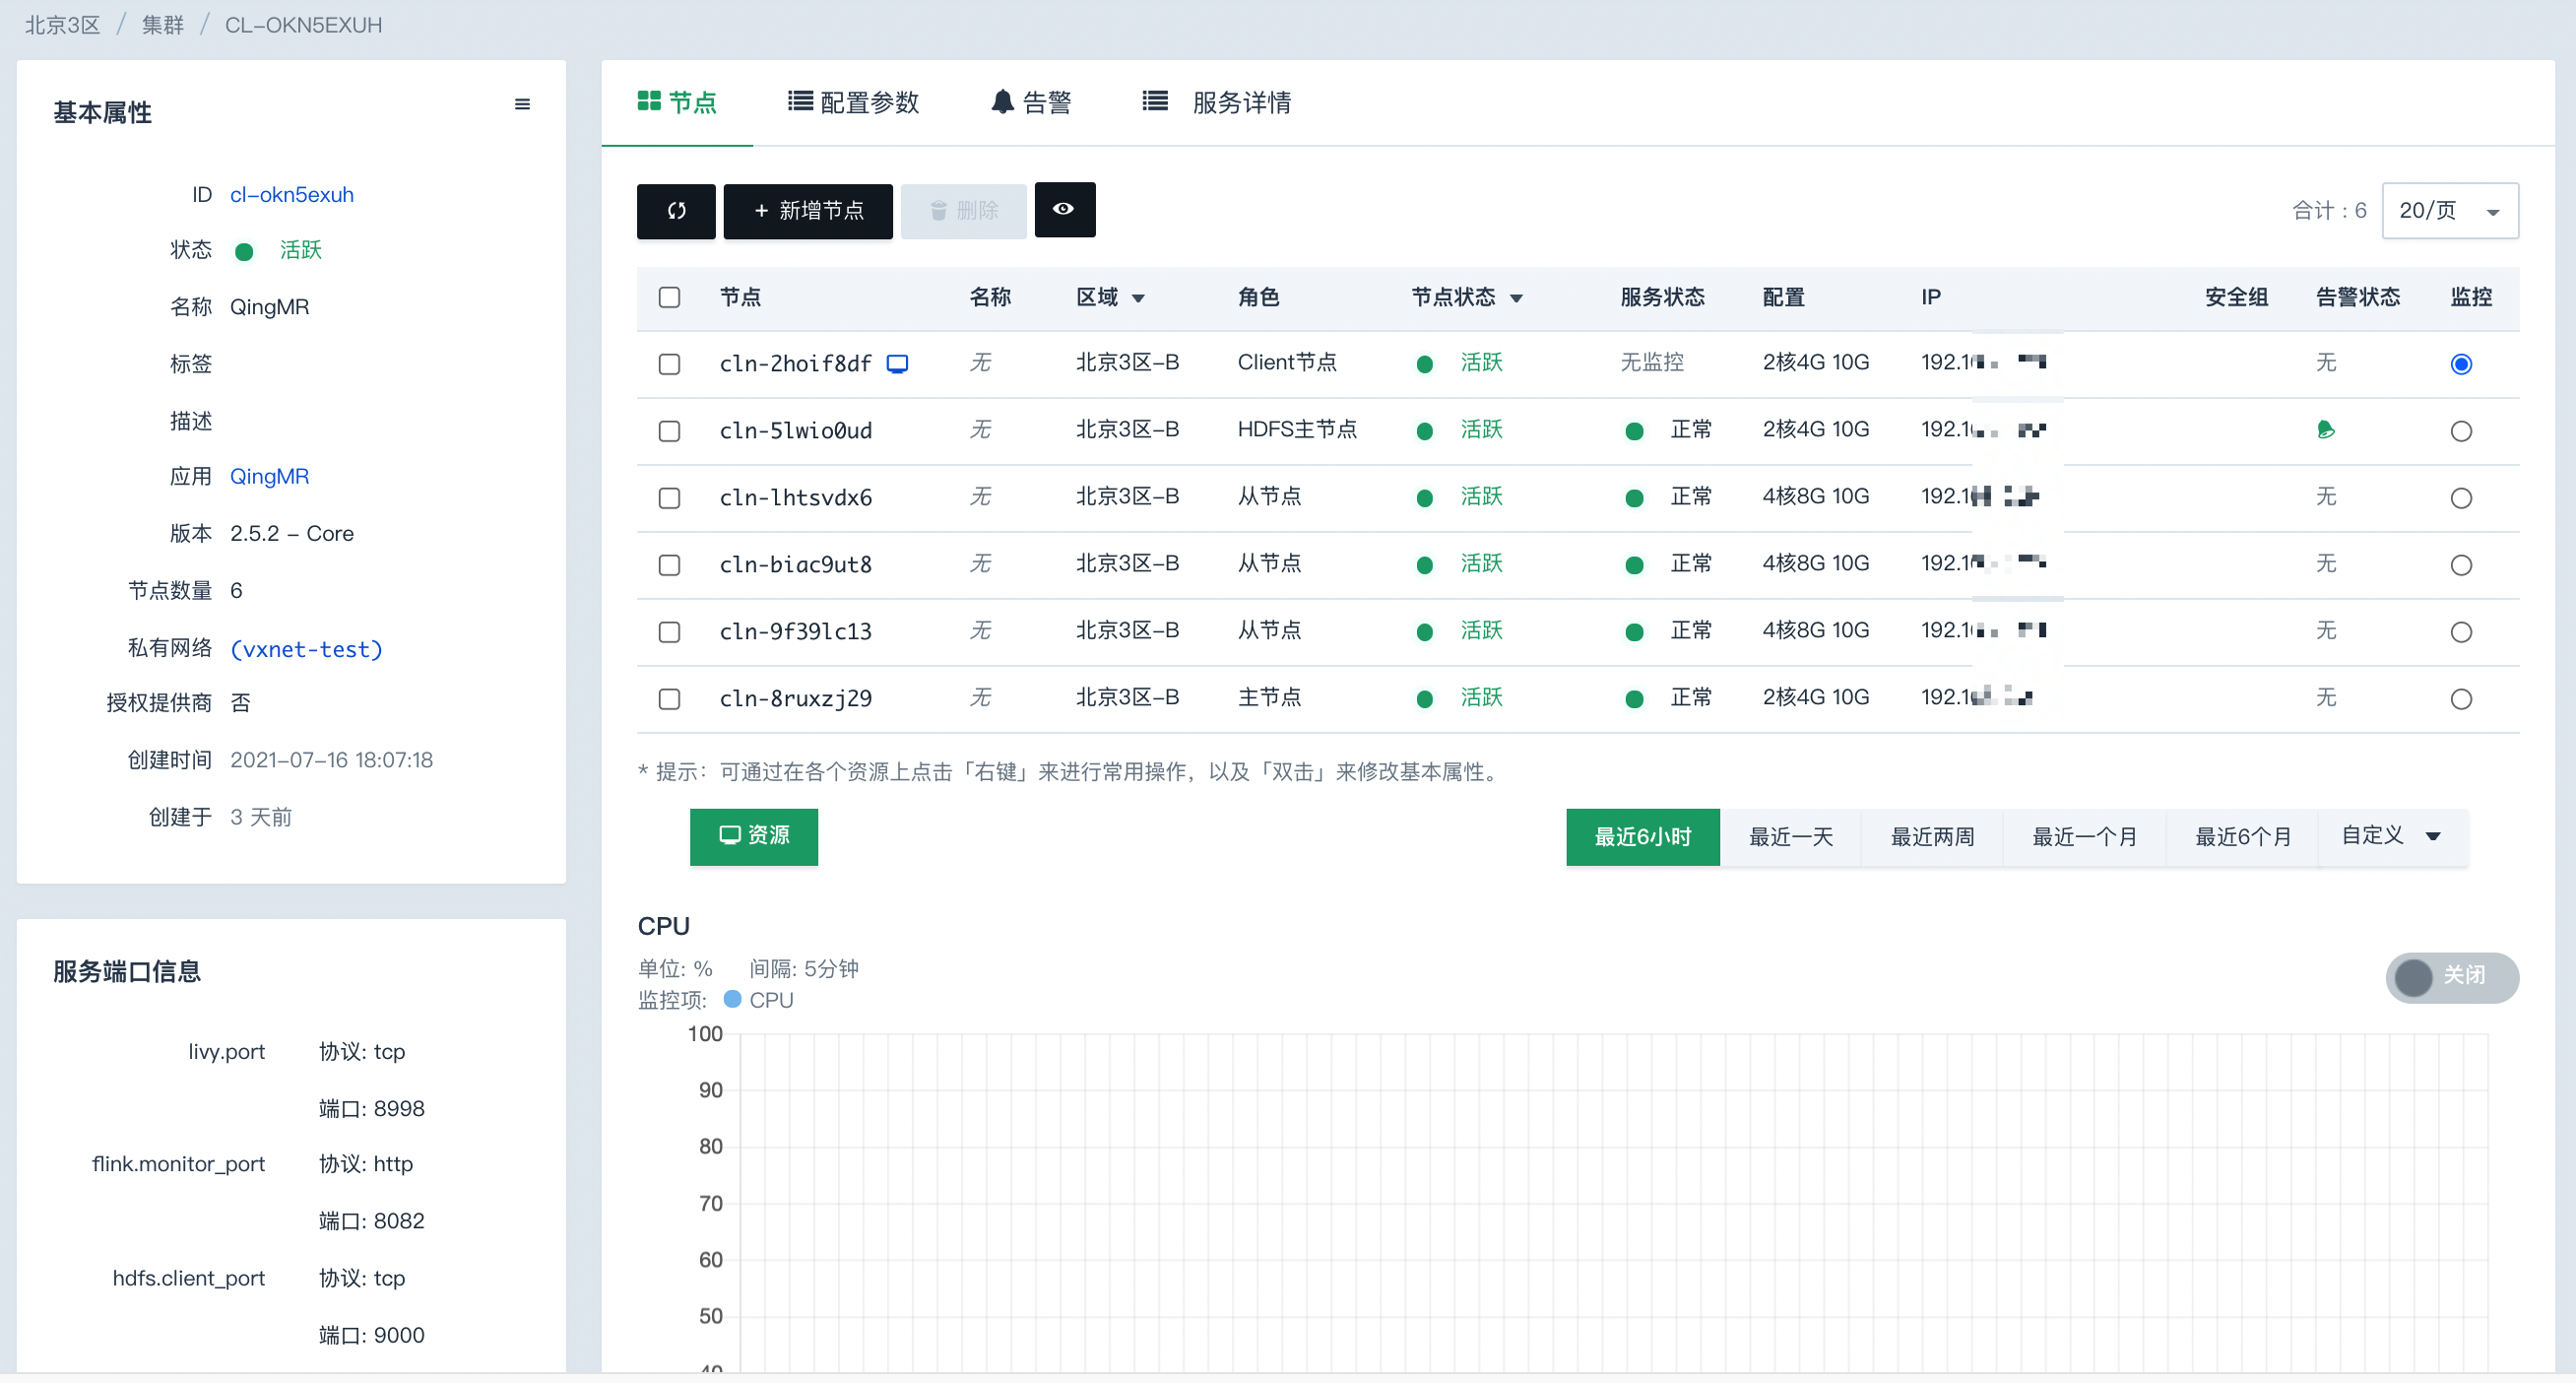 北京3区 / 集群 / CL-OKN5EXUH
基本属性
ID cl-okn5exuh
状态 活跃
名称 QingMR
标签
描述
应用 QingMR
版本 2.5.2 - Core
节点数量 6
私有网络 (vxnet-test)
授权提供商 否
创建时间 2021-07-16 18:07:18
创建于 3 天前
服务端口信息
livy.port 协议: tcp
端口: 8998
flink.monitor_port 协议: http
端口: 8082
hdfs.client_port 协议: tcp
端口: 9000
节点 配置参数 告警 服务详情
+ 新增节点 删除 合计 : 6 20/页
节点 名称 区域 角色 节点状态 服务状态 配置 IP 安全组 告警状态 监控
cln-2hoif8df 无 北京3区-B Client节点 活跃 无监控 2核4G 10G 192.1 无
cln-5lwio0ud 无 北京3区-B HDFS主节点 活跃 正常 2核4G 10G 192.1
cln-lhtsvdx6 无 北京3区-B 从节点 活跃 正常 4核8G 10G 192.1 无
cln-biac9ut8 无 北京3区-B 从节点 活跃 正常 4核8G 10G 192.1 无
cln-9f39lc13 无 北京3区-B 从节点 活跃 正常 4核8G 10G 192.1 无
cln-8ruxzj29 无 北京3区-B 主节点 活跃 正常 2核4G 10G 192.1 无
* 提示：可通过在各个资源上点击「右键」来进行常用操作，以及「双击」来修改基本属性。
资源 最近6小时 最近一天 最近两周 最近一个月 最近6个月 自定义
CPU
单位: % 间隔: 5分钟
关闭
监控项: CPU
100
90
80
70
60
50
40